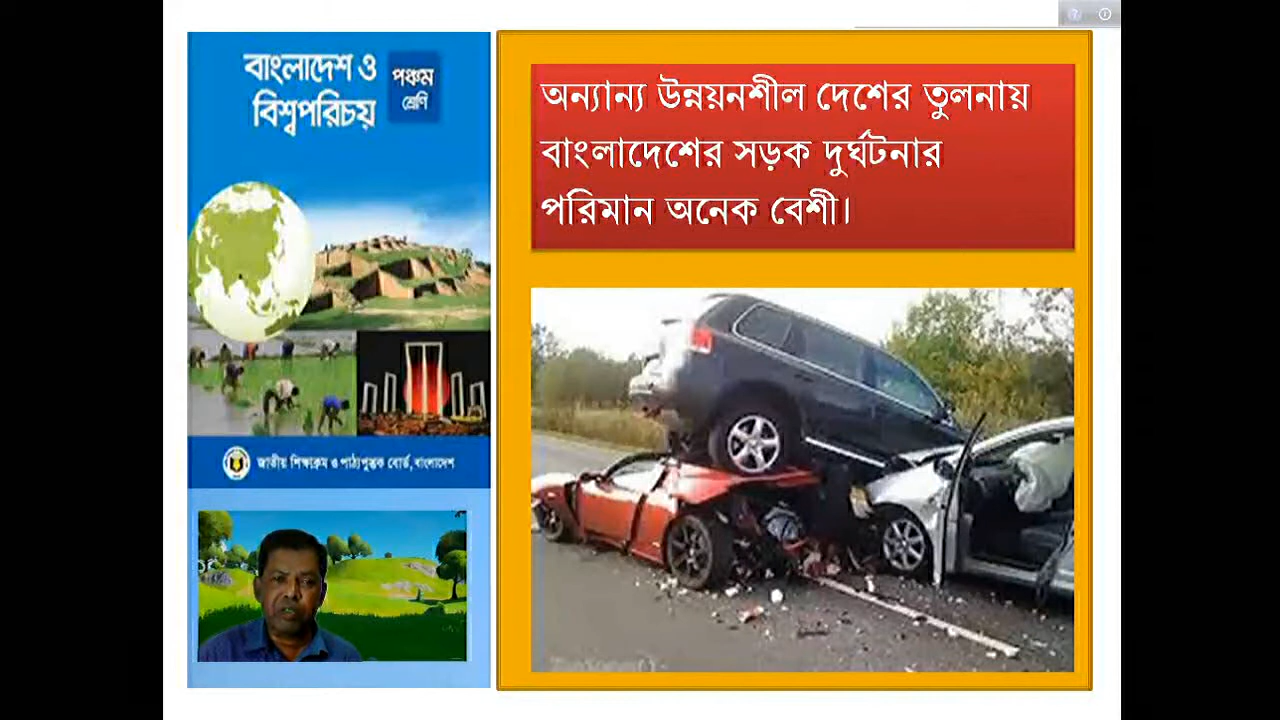 বাংলাদেশ ও
বিশ্বপরিচয়
পঞ্চম
শ্রেণি
জাতীয় শিক্ষাক্রম ও পাঠ্যপুস্তক বোর্ড, বাংলাদেশ
অন্যান্য উন্নয়নশীল দেশের তুলনায়
বাংলাদেশের সড়ক দুর্ঘটনার
পরিমান অনেক বেশী।